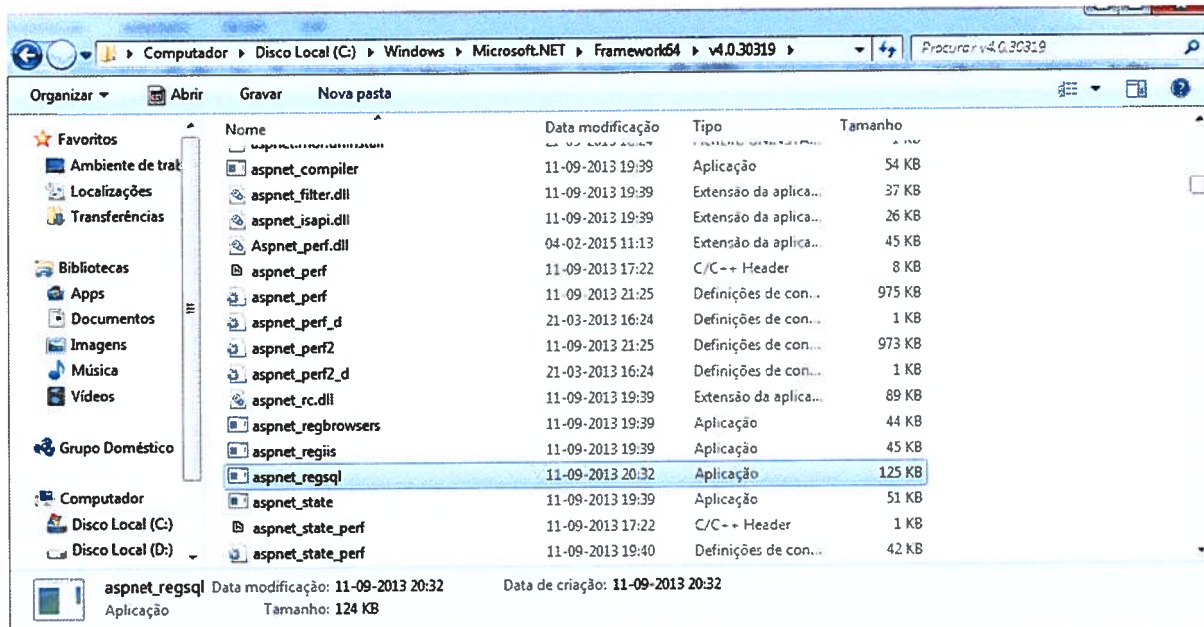 Computador ▸ Disco Local (C:) ▸ Windows ▸ Microsoft.NET ▸ Framework64 ▸ v4.0.30319 ▸
Procurar v4.0.30319
Organizar Abrir Gravar Nova pasta
Nome Data modificação Tipo Tamanho
aspnet_compiler 11-09-2013 19:39 Aplicação 54 KB
aspnet_filter.dll 11-09-2013 19:39 Extensão da aplica... 37 KB
aspnet_isapi.dll 11-09-2013 19:39 Extensão da aplica... 26 KB
Aspnet_perf.dll 04-02-2015 11:13 Extensão da aplica... 45 KB
aspnet_perf 11-09-2013 17:22 C/C++ Header 8 KB
aspnet_perf 11-09-2013 21:25 Definições de con... 975 KB
aspnet_perf_d 21-03-2013 16:24 Definições de con... 1 KB
aspnet_perf2 11-09-2013 21:25 Definições de con... 973 KB
aspnet_perf2_d 21-03-2013 16:24 Definições de con... 1 KB
aspnet_rc.dll 11-09-2013 19:39 Extensão da aplica... 89 KB
aspnet_regbrowsers 11-09-2013 19:39 Aplicação 44 KB
aspnet_regiis 11-09-2013 19:39 Aplicação 45 KB
aspnet_regsql 11-09-2013 20:32 Aplicação 125 KB
aspnet_state 11-09-2013 19:39 Aplicação 51 KB
aspnet_state_perf 11-09-2013 17:22 C/C++ Header 1 KB
aspnet_state_perf 11-09-2013 19:40 Definições de con... 42 KB
Favoritos
Ambiente de trab
Localizações
Transferências
Bibliotecas
Apps
Documentos
Imagens
Música
Vídeos
Grupo Doméstico
Computador
Disco Local (C:)
Disco Local (D:)
aspnet_regsql Data modificação: 11-09-2013 20:32 Data de criação: 11-09-2013 20:32
Aplicação Tamanho: 124 KB